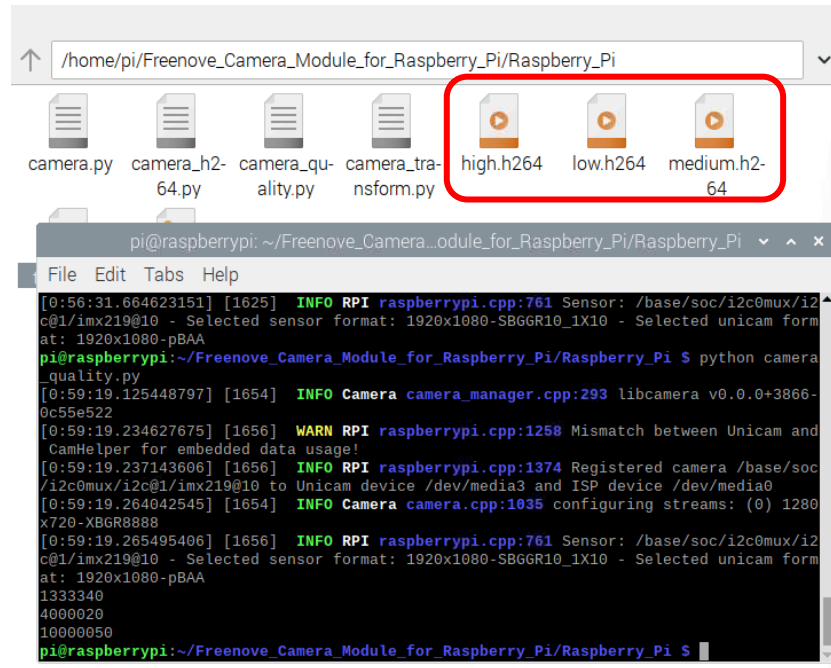 /home/pi/Freenove_Camera_Module_for_Raspberry_Pi/Raspberry_Pi
camera.py camera_h2- camera_qu- camera_tra- high.h264 low.h264 medium.h2-
64.py ality.py nsform.py 64
pi@raspberrypi: ~/Freenove_Camera...odule_for_Raspberry_Pi/Raspberry_Pi
File Edit Tabs Help
[0:56:31.664623151] [1625] INFO RPI raspberrypi.cpp:761 Sensor: /base/soc/i2c0mux/i2
c@1/imx219@10 - Selected sensor format: 1920x1080-SBGGR10_1X10 - Selected unicam form
at: 1920x1080-pBAA
pi@raspberrypi:~/Freenove_Camera_Module_for_Raspberry_Pi/Raspberry_Pi $ python camera
_quality.py
[0:59:19.125448797] [1654] INFO Camera camera_manager.cpp:293 libcamera v0.0.0+3866-
0c55e522
[0:59:19.234627675] [1656] WARN RPI raspberrypi.cpp:1258 Mismatch between Unicam and
CamHelper for embedded data usage!
[0:59:19.237143606] [1656] INFO RPI raspberrypi.cpp:1374 Registered camera /base/soc
/i2c0mux/i2c@1/imx219@10 to Unicam device /dev/media3 and ISP device /dev/media0
[0:59:19.264042545] [1654] INFO Camera camera.cpp:1035 configuring streams: (0) 1280
x720-XBGR8888
[0:59:19.265495406] [1656] INFO RPI raspberrypi.cpp:761 Sensor: /base/soc/i2c0mux/i2
c@1/imx219@10 - Selected sensor format: 1920x1080-SBGGR10_1X10 - Selected unicam form
at: 1920x1080-pBAA
1333340
4000020
10000050
pi@raspberrypi:~/Freenove_Camera_Module_for_Raspberry_Pi/Raspberry_Pi $